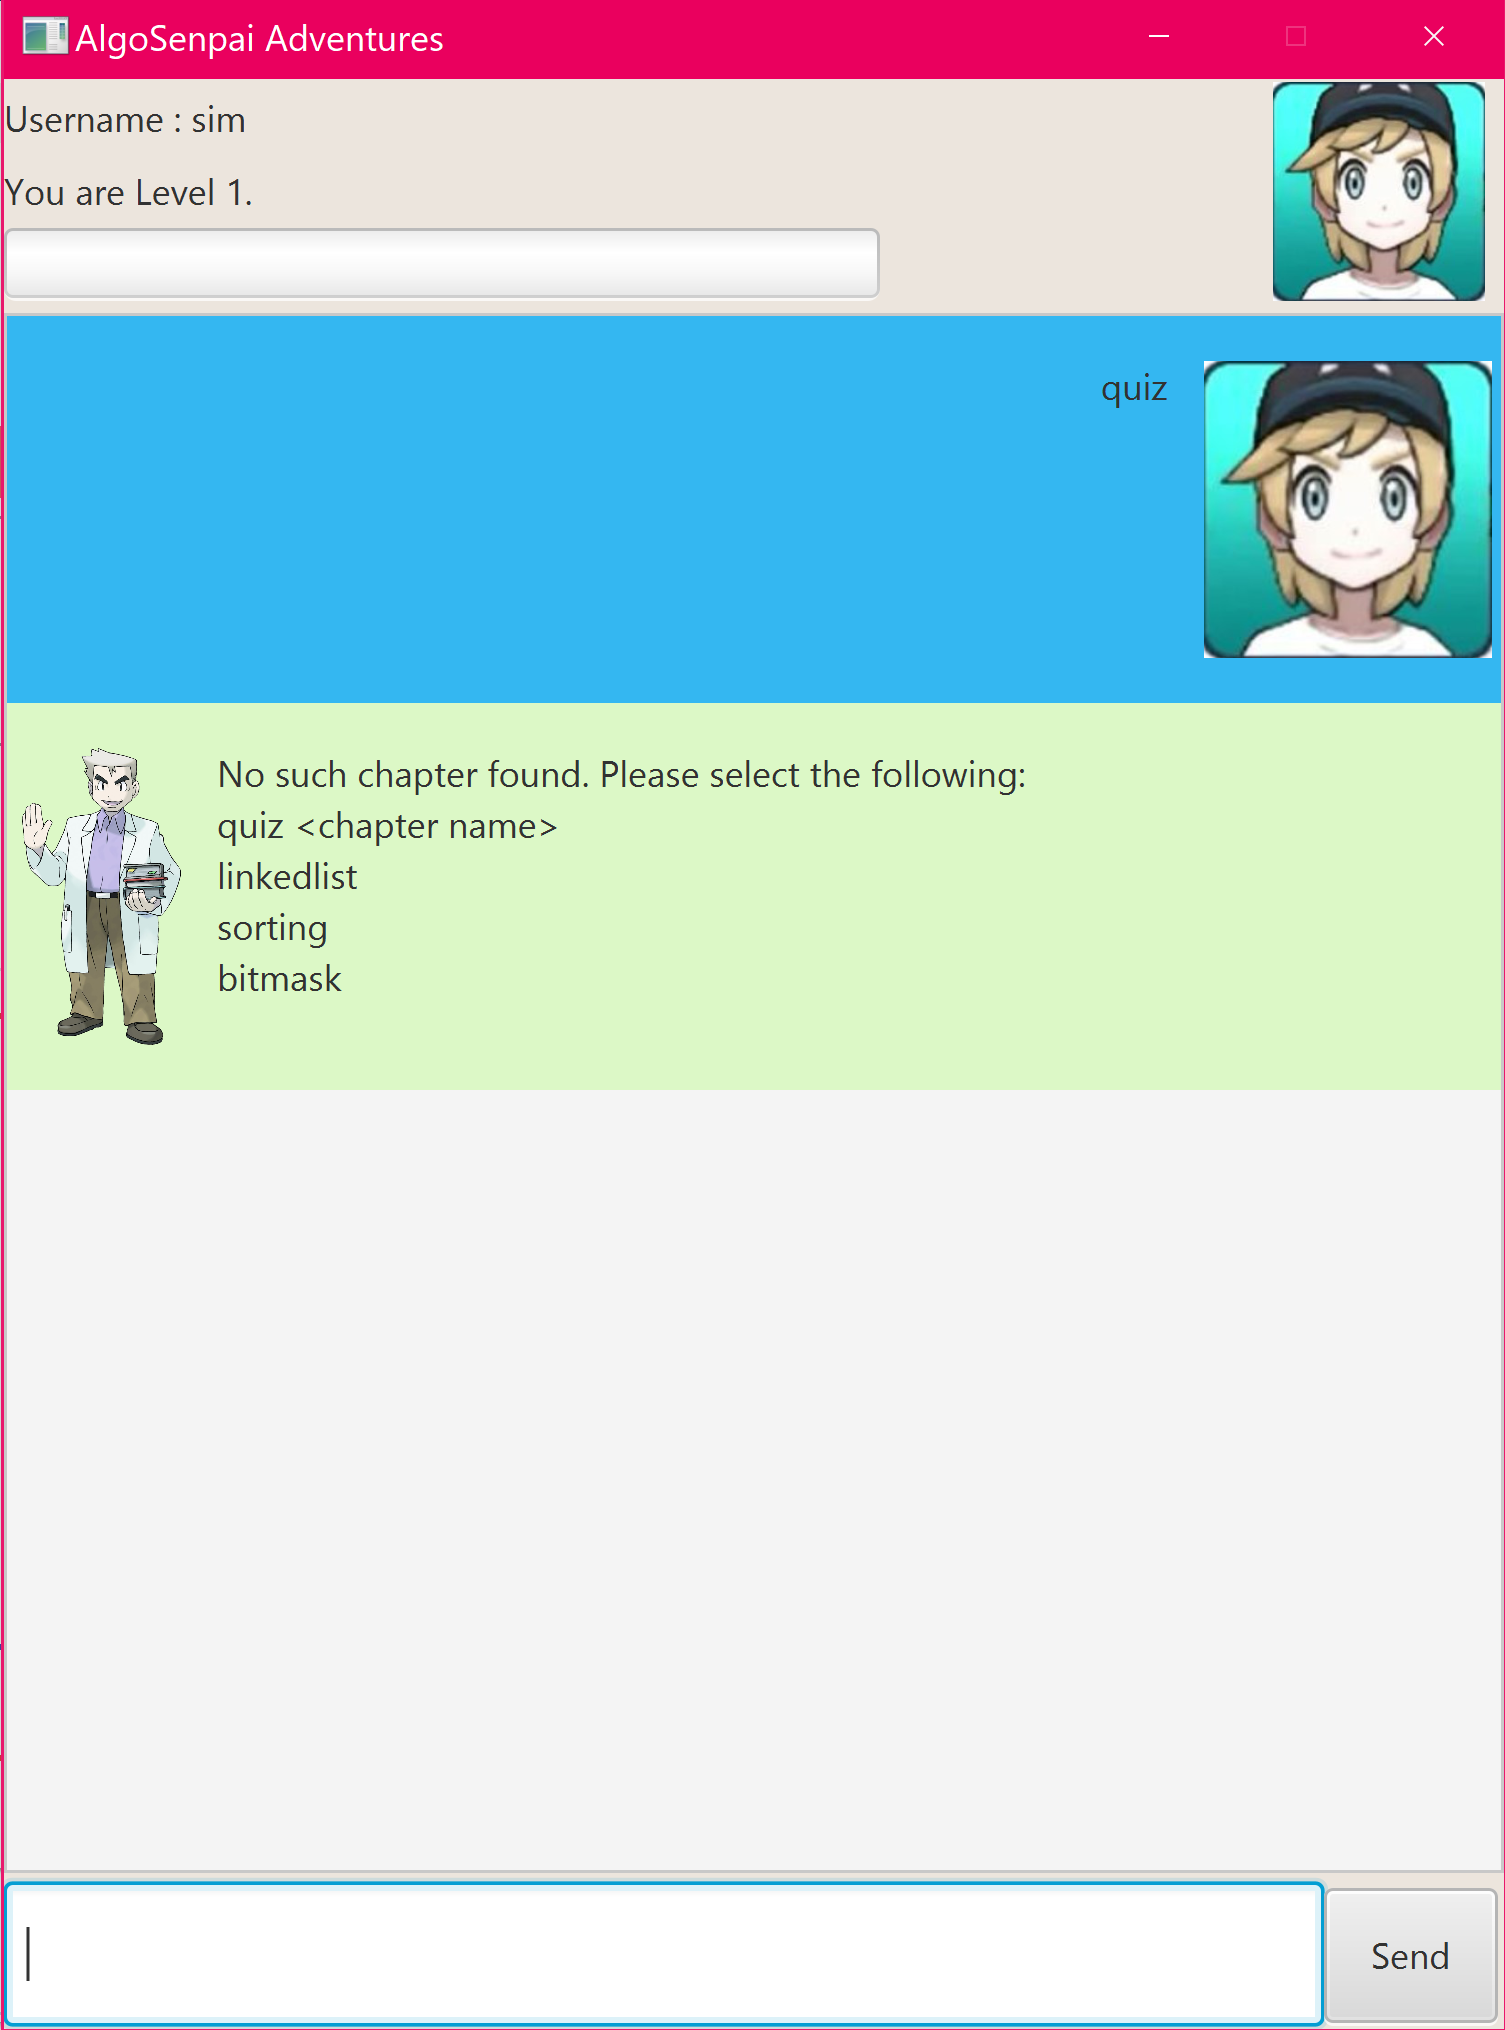 AlgoSenpai Adventures
Username : sim
You are Level 1.
quiz
No such chapter found. Please select the following:
quiz <chapter name>
linkedlist
sorting
bitmask
Send